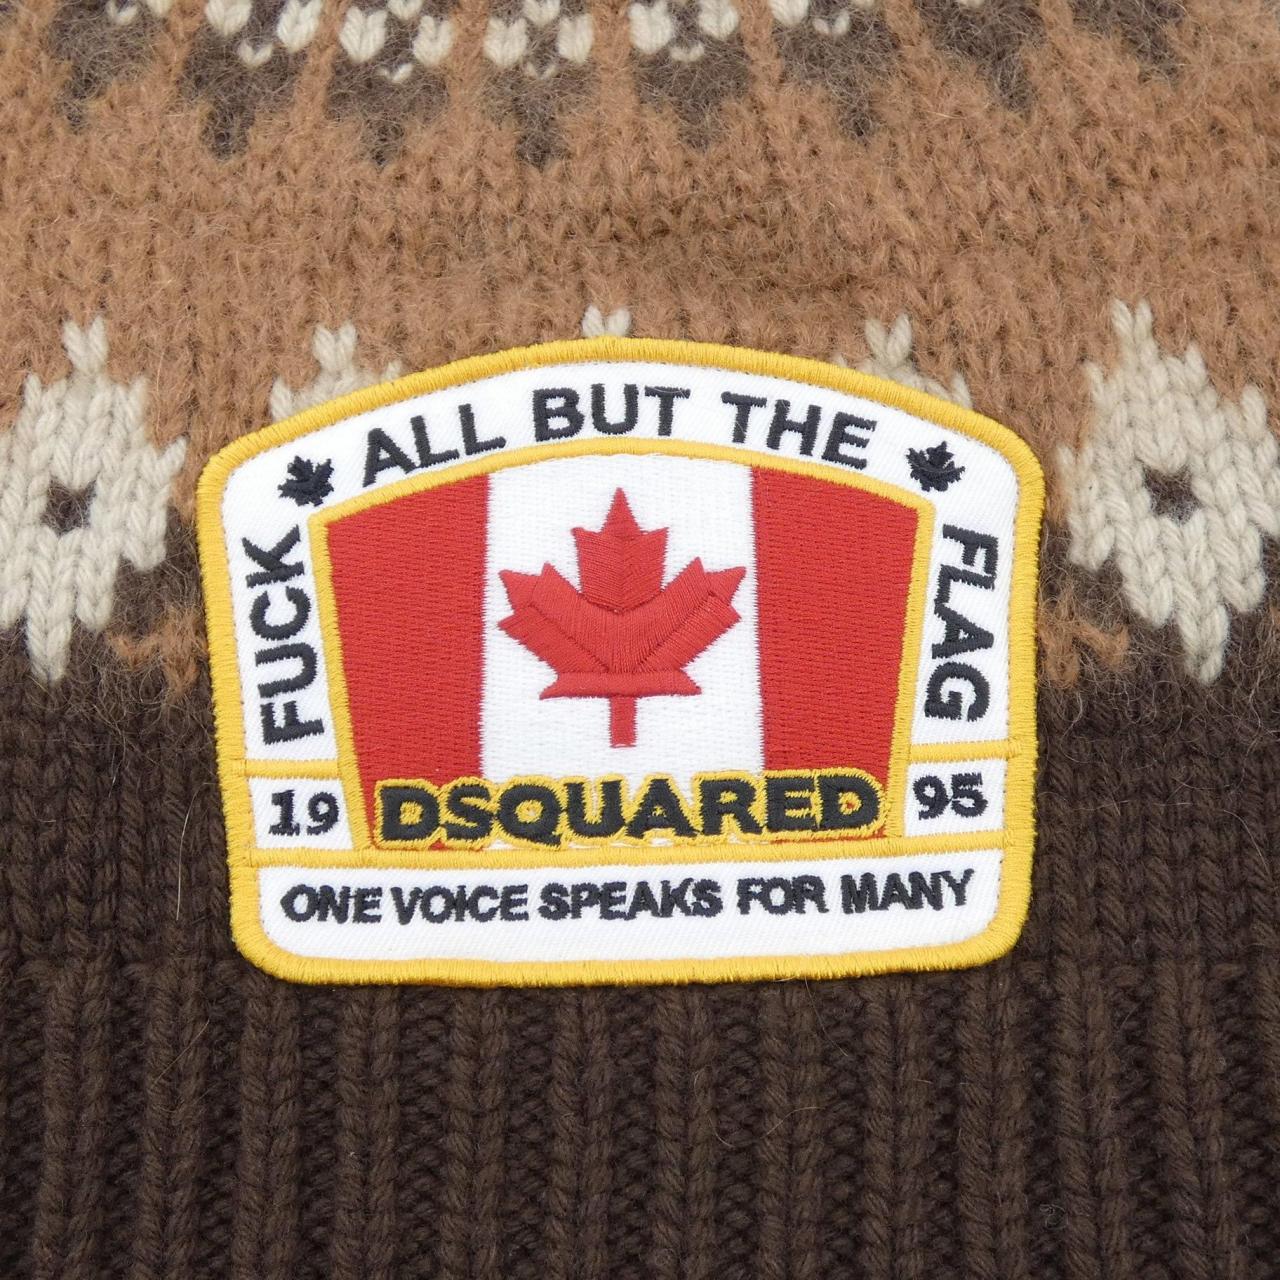 FUCK ALL BUT THE FLAG
19 DSQUARED 95
ONE VOICE SPEAKS FOR MANY